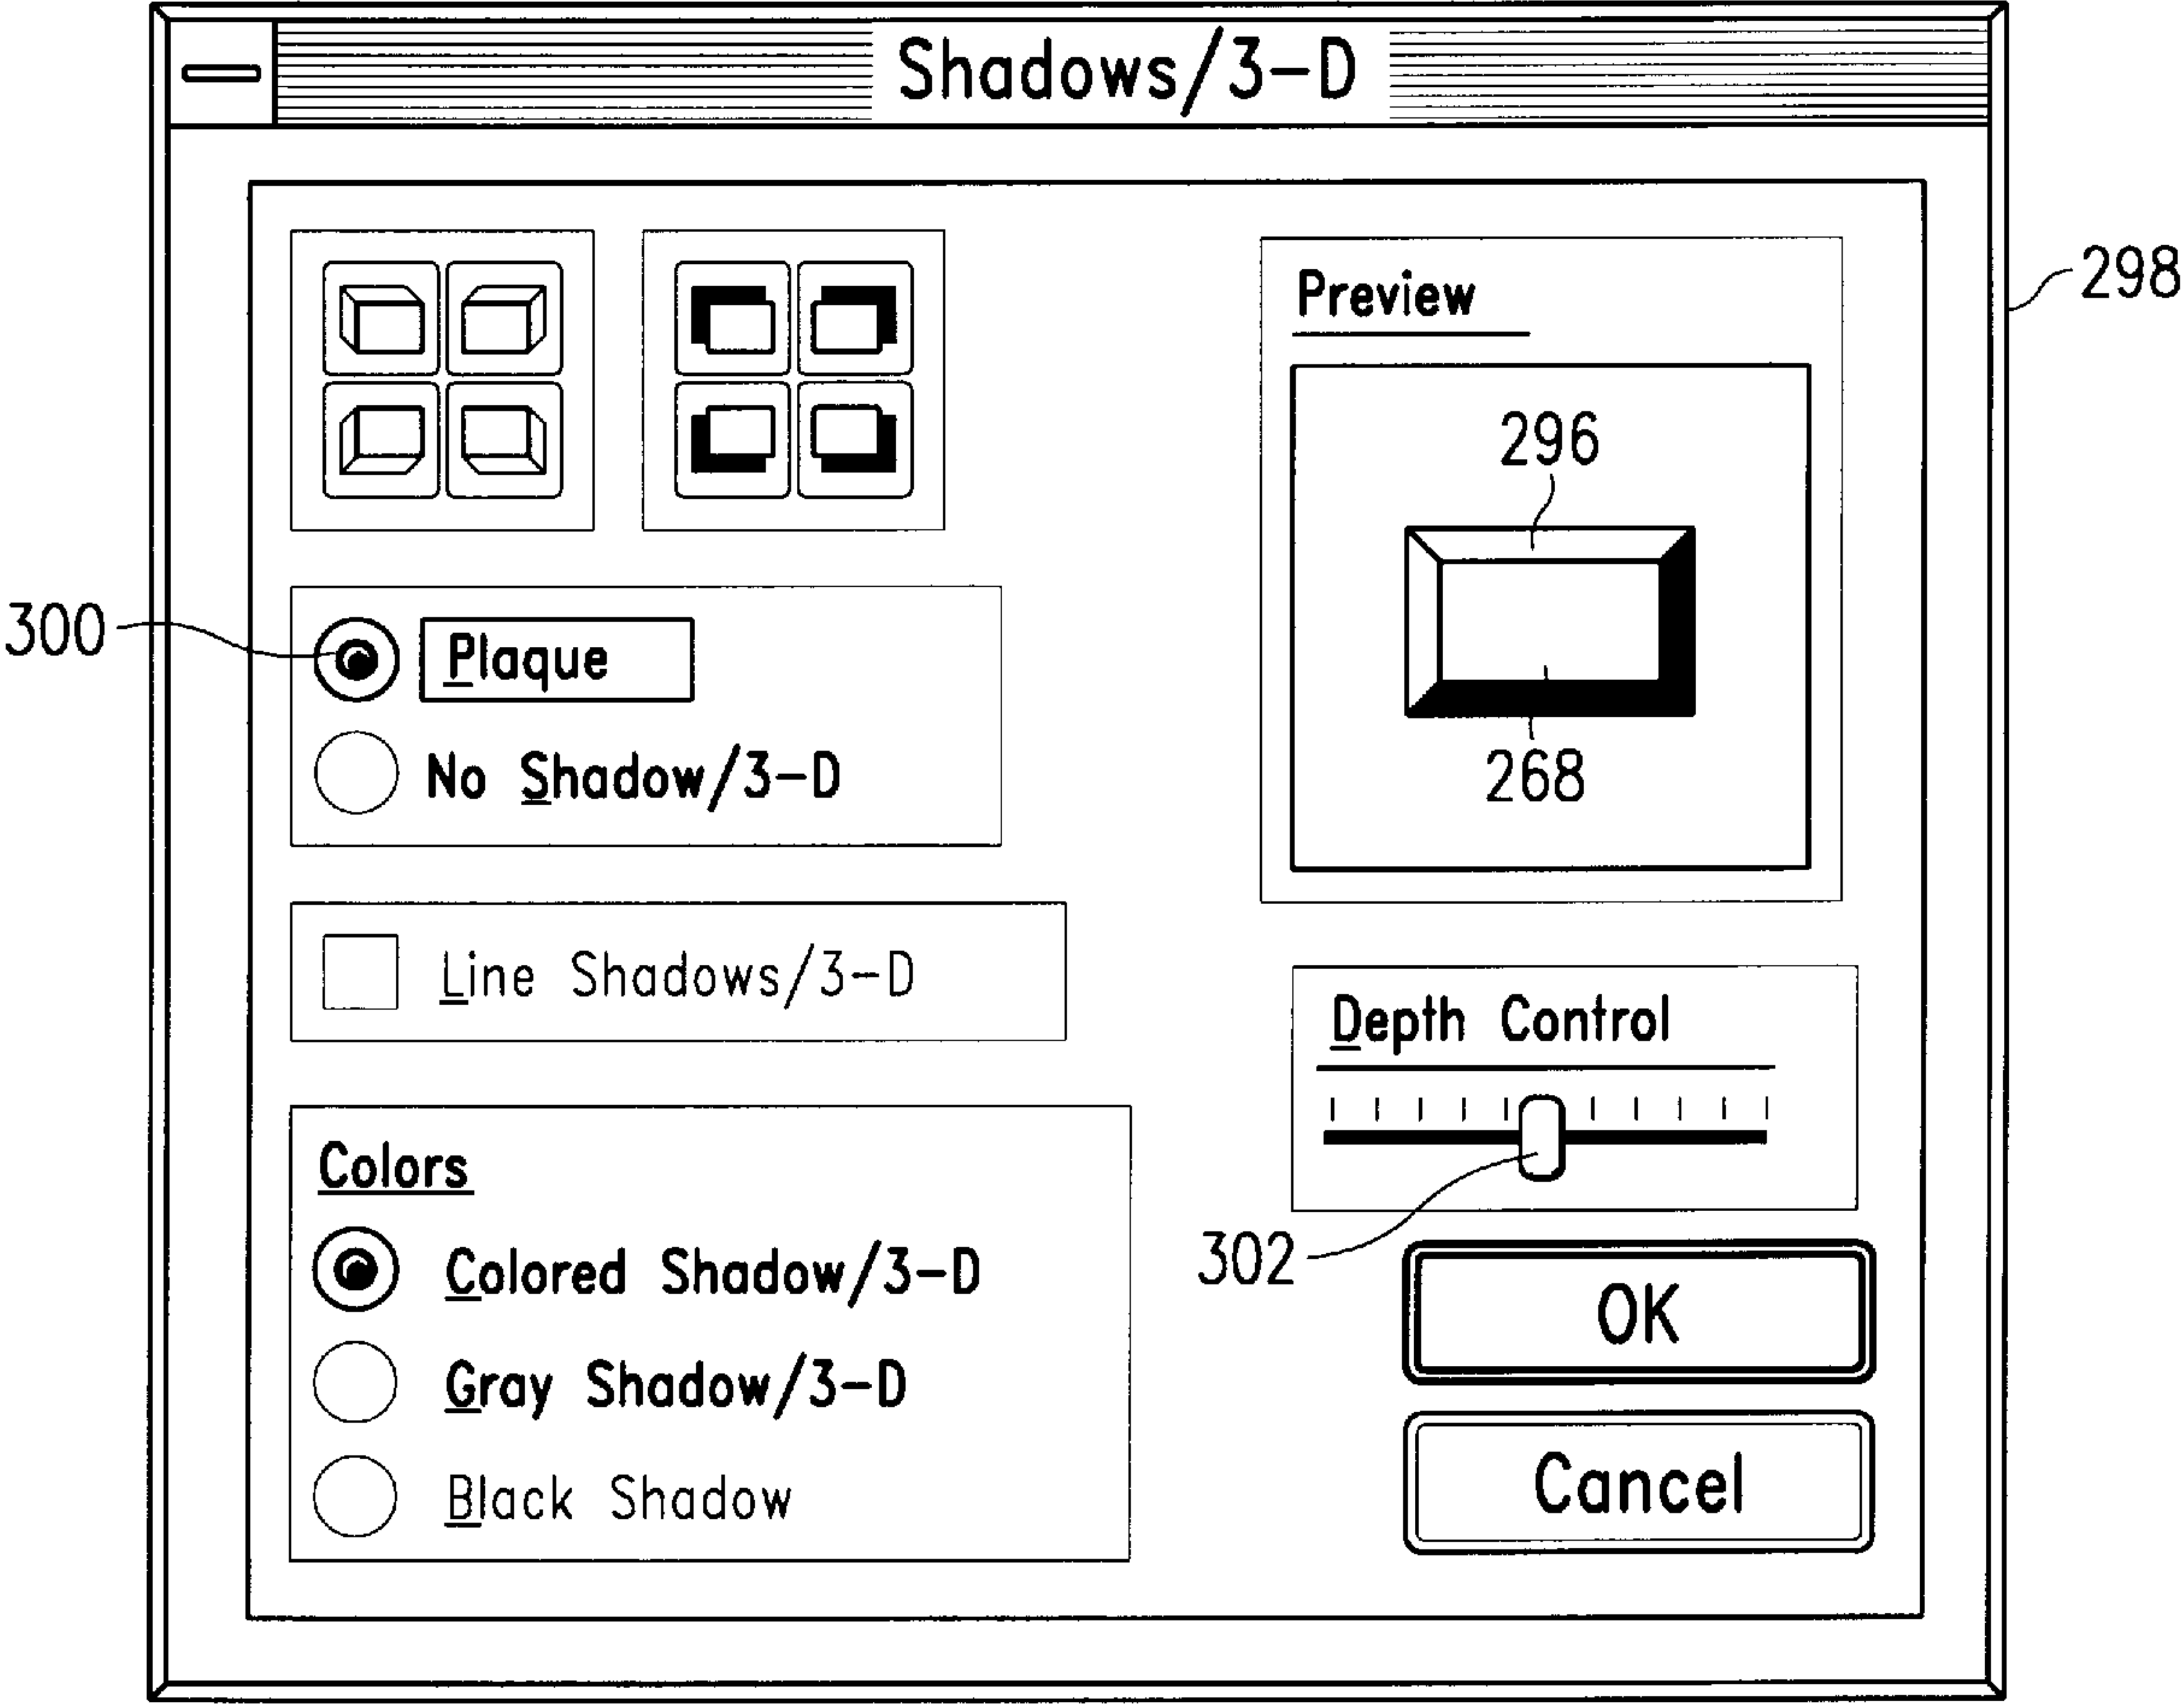 Shadows/3-D
298
Preview
296
268
300
Plaque
No Shadow/3-D
Line Shadows/3-D
Depth Control
302
Colors
Colored Shadow/3-D
Gray Shadow/3-D
Black Shadow
OK
Cancel